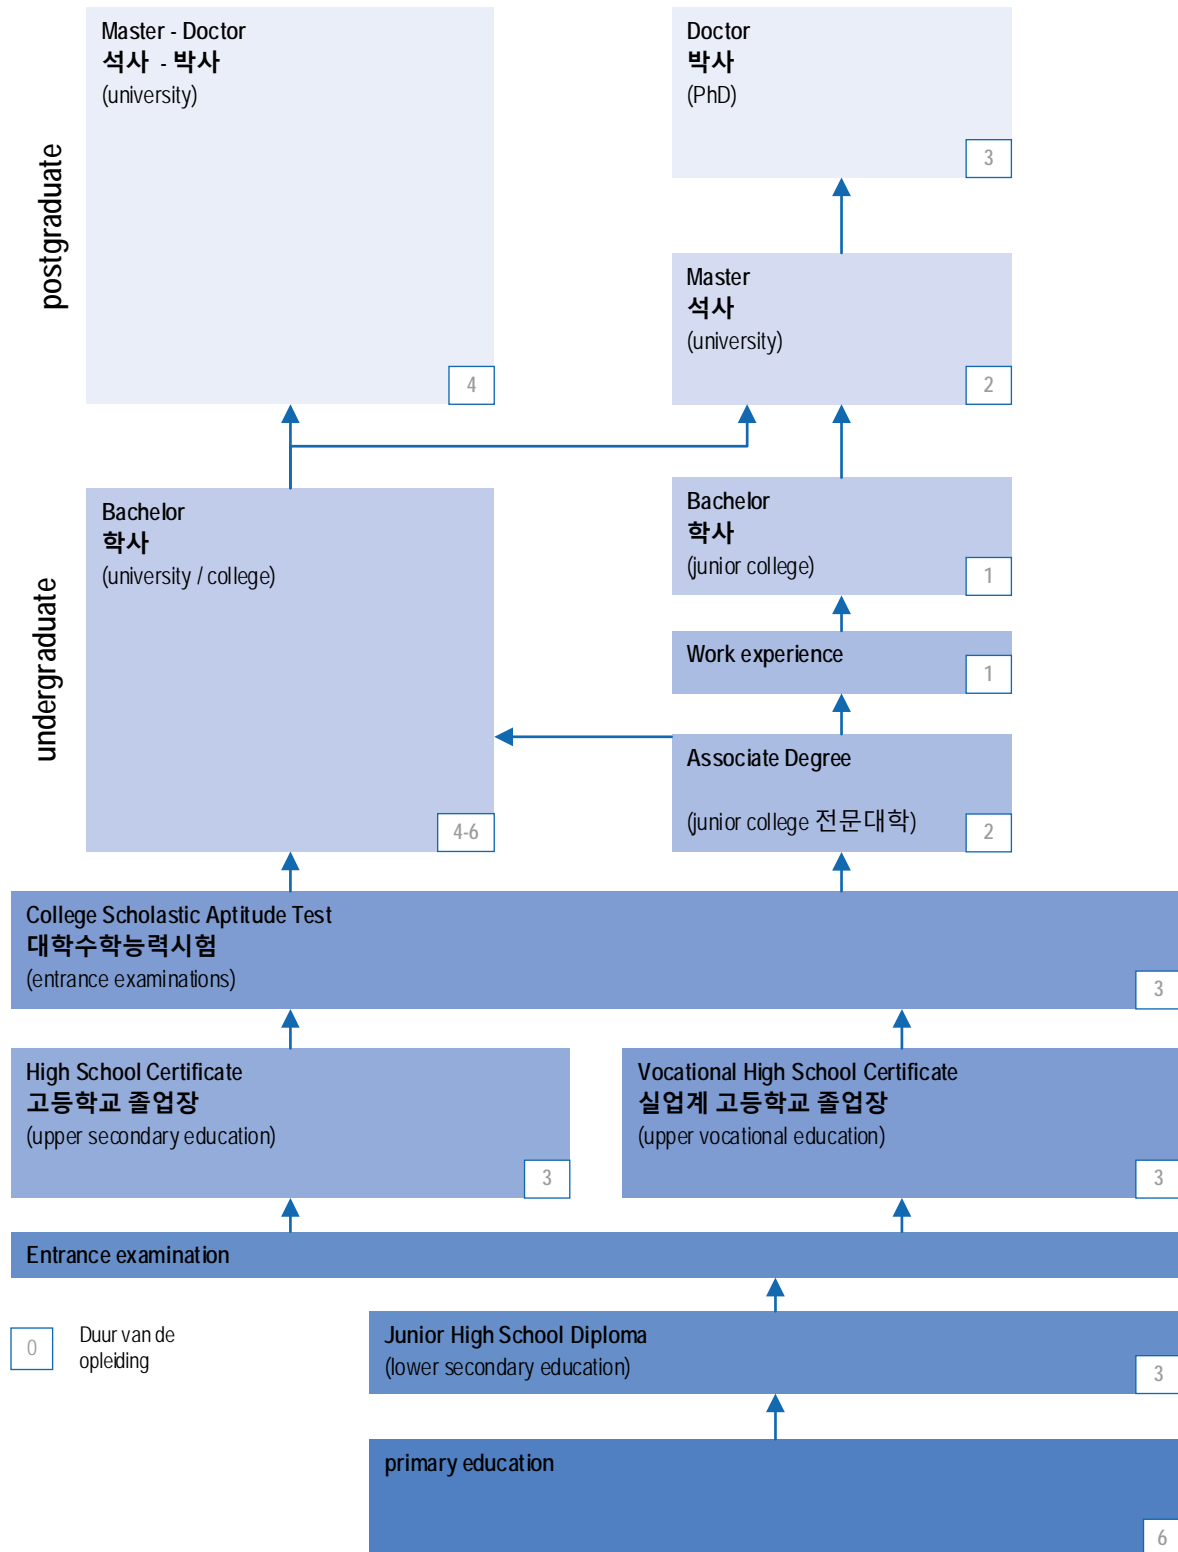 Master - Doctor
석사 - 박사
(university)
4
Doctor
박사
(PhD)
3
postgraduate
Master
석사
(university)
2
Bachelor
학사
(university / college)
4-6
Bachelor
학사
(junior college)
1
undergraduate
Work experience
1
Associate Degree
(junior college 전문대학)
2
College Scholastic Aptitude Test
대학수학능력시험
(entrance examinations)
3
High School Certificate
고등학교 졸업장
(upper secondary education)
3
Vocational High School Certificate
실업계 고등학교 졸업장
(upper vocational education)
3
Entrance examination
0
Duur van de
opleiding
Junior High School Diploma
(lower secondary education)
3
primary education
6